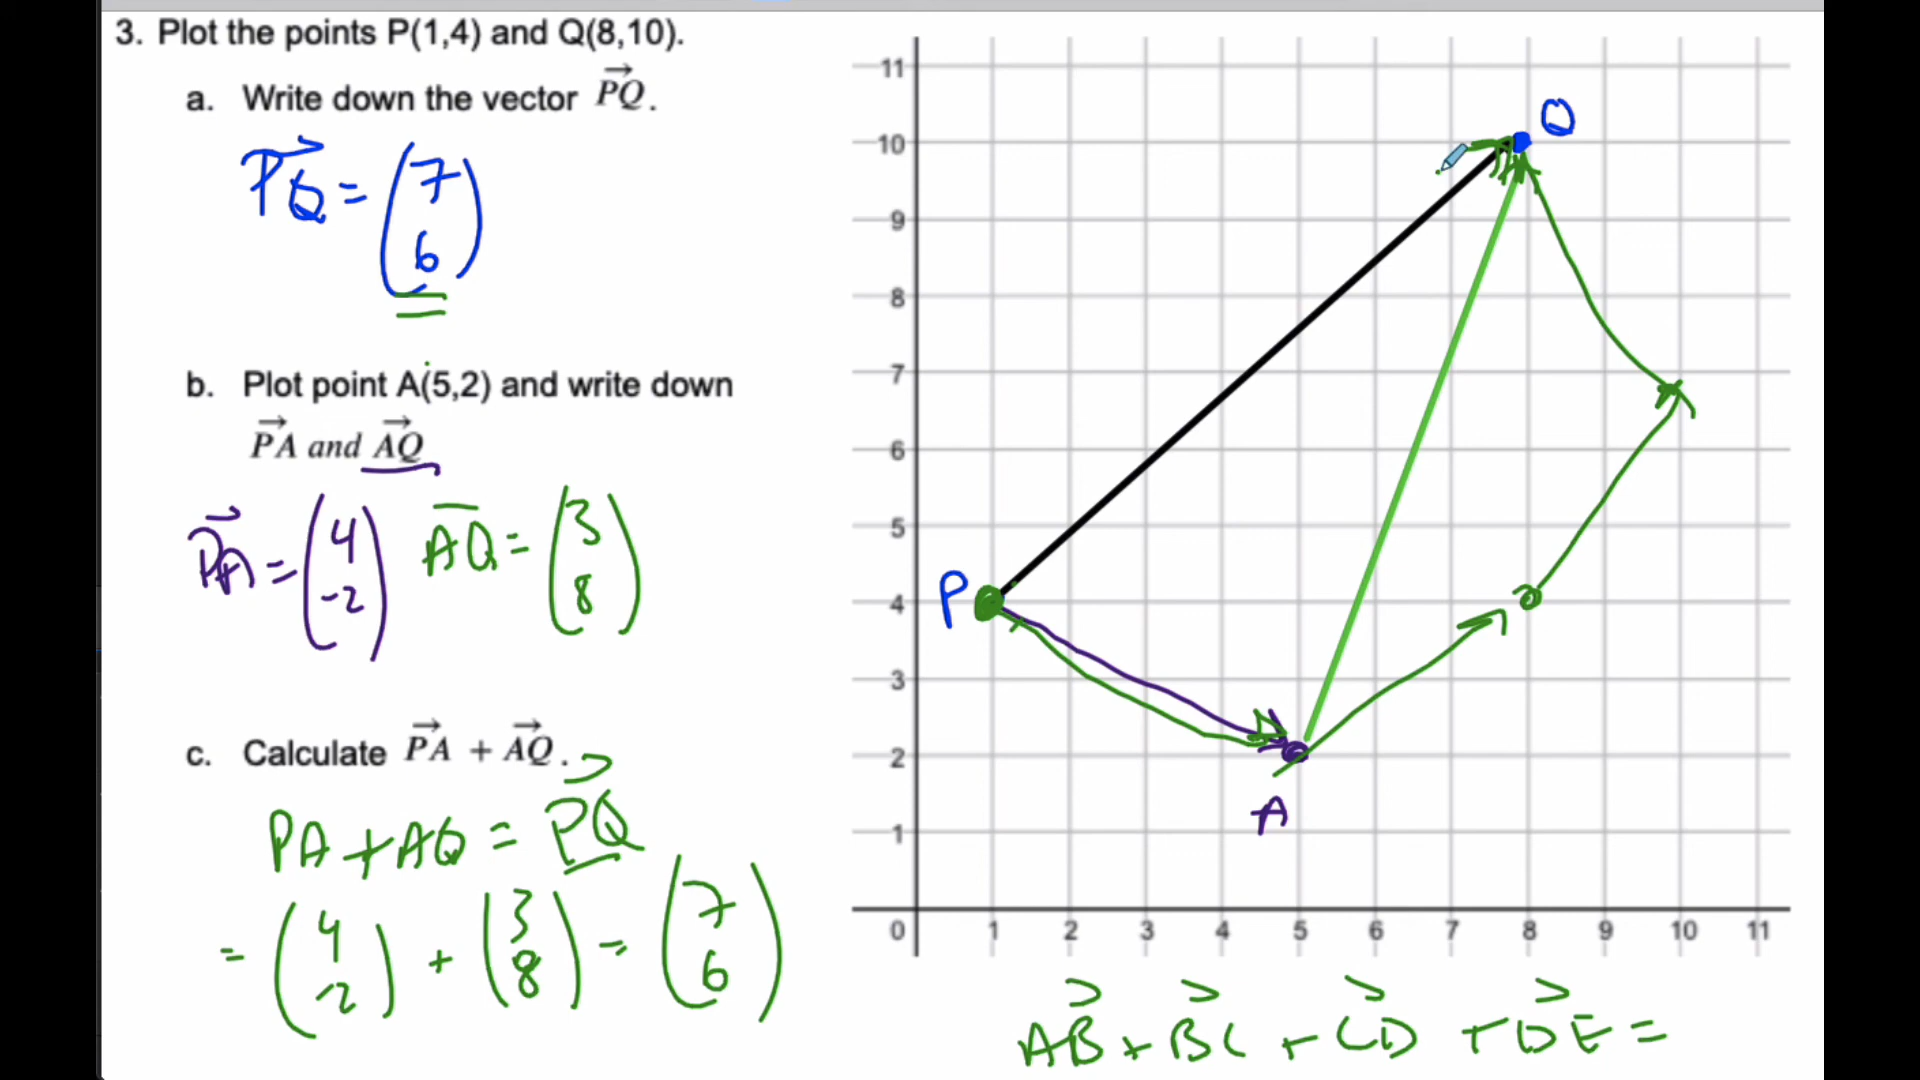 3. Plot the points P(1,4) and Q(8,10).
a. Write down the vector PQ⃗.
PQ⃗ = (7 6)
b. Plot point A(5,2) and write down
PA⃗ and AQ⃗
PA⃗ = (4 -2) AQ = (3 8)
c. Calculate PA⃗ + AQ⃗.
PA + AQ = PQ⃗
= (4 -2) + (3 8) = (7 6)
11
10
9
8
7
6
5
4
3
2
1
0 1 2 3 4 5 6 7 8 9 10 11
Q
P
A
AB⃗ + BC⃗ + CD⃗ + DE⃗ =